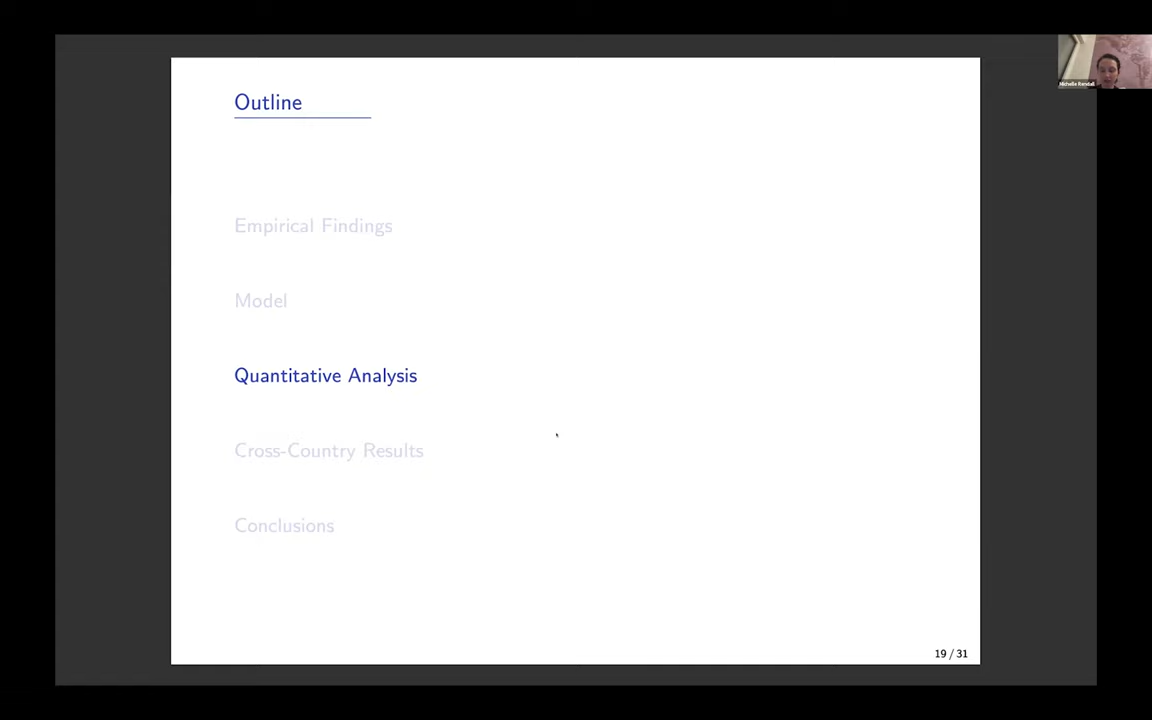 Outline
Empirical Findings
Model
Quantitative Analysis
Cross-Country Results
Conclusions
19 / 31